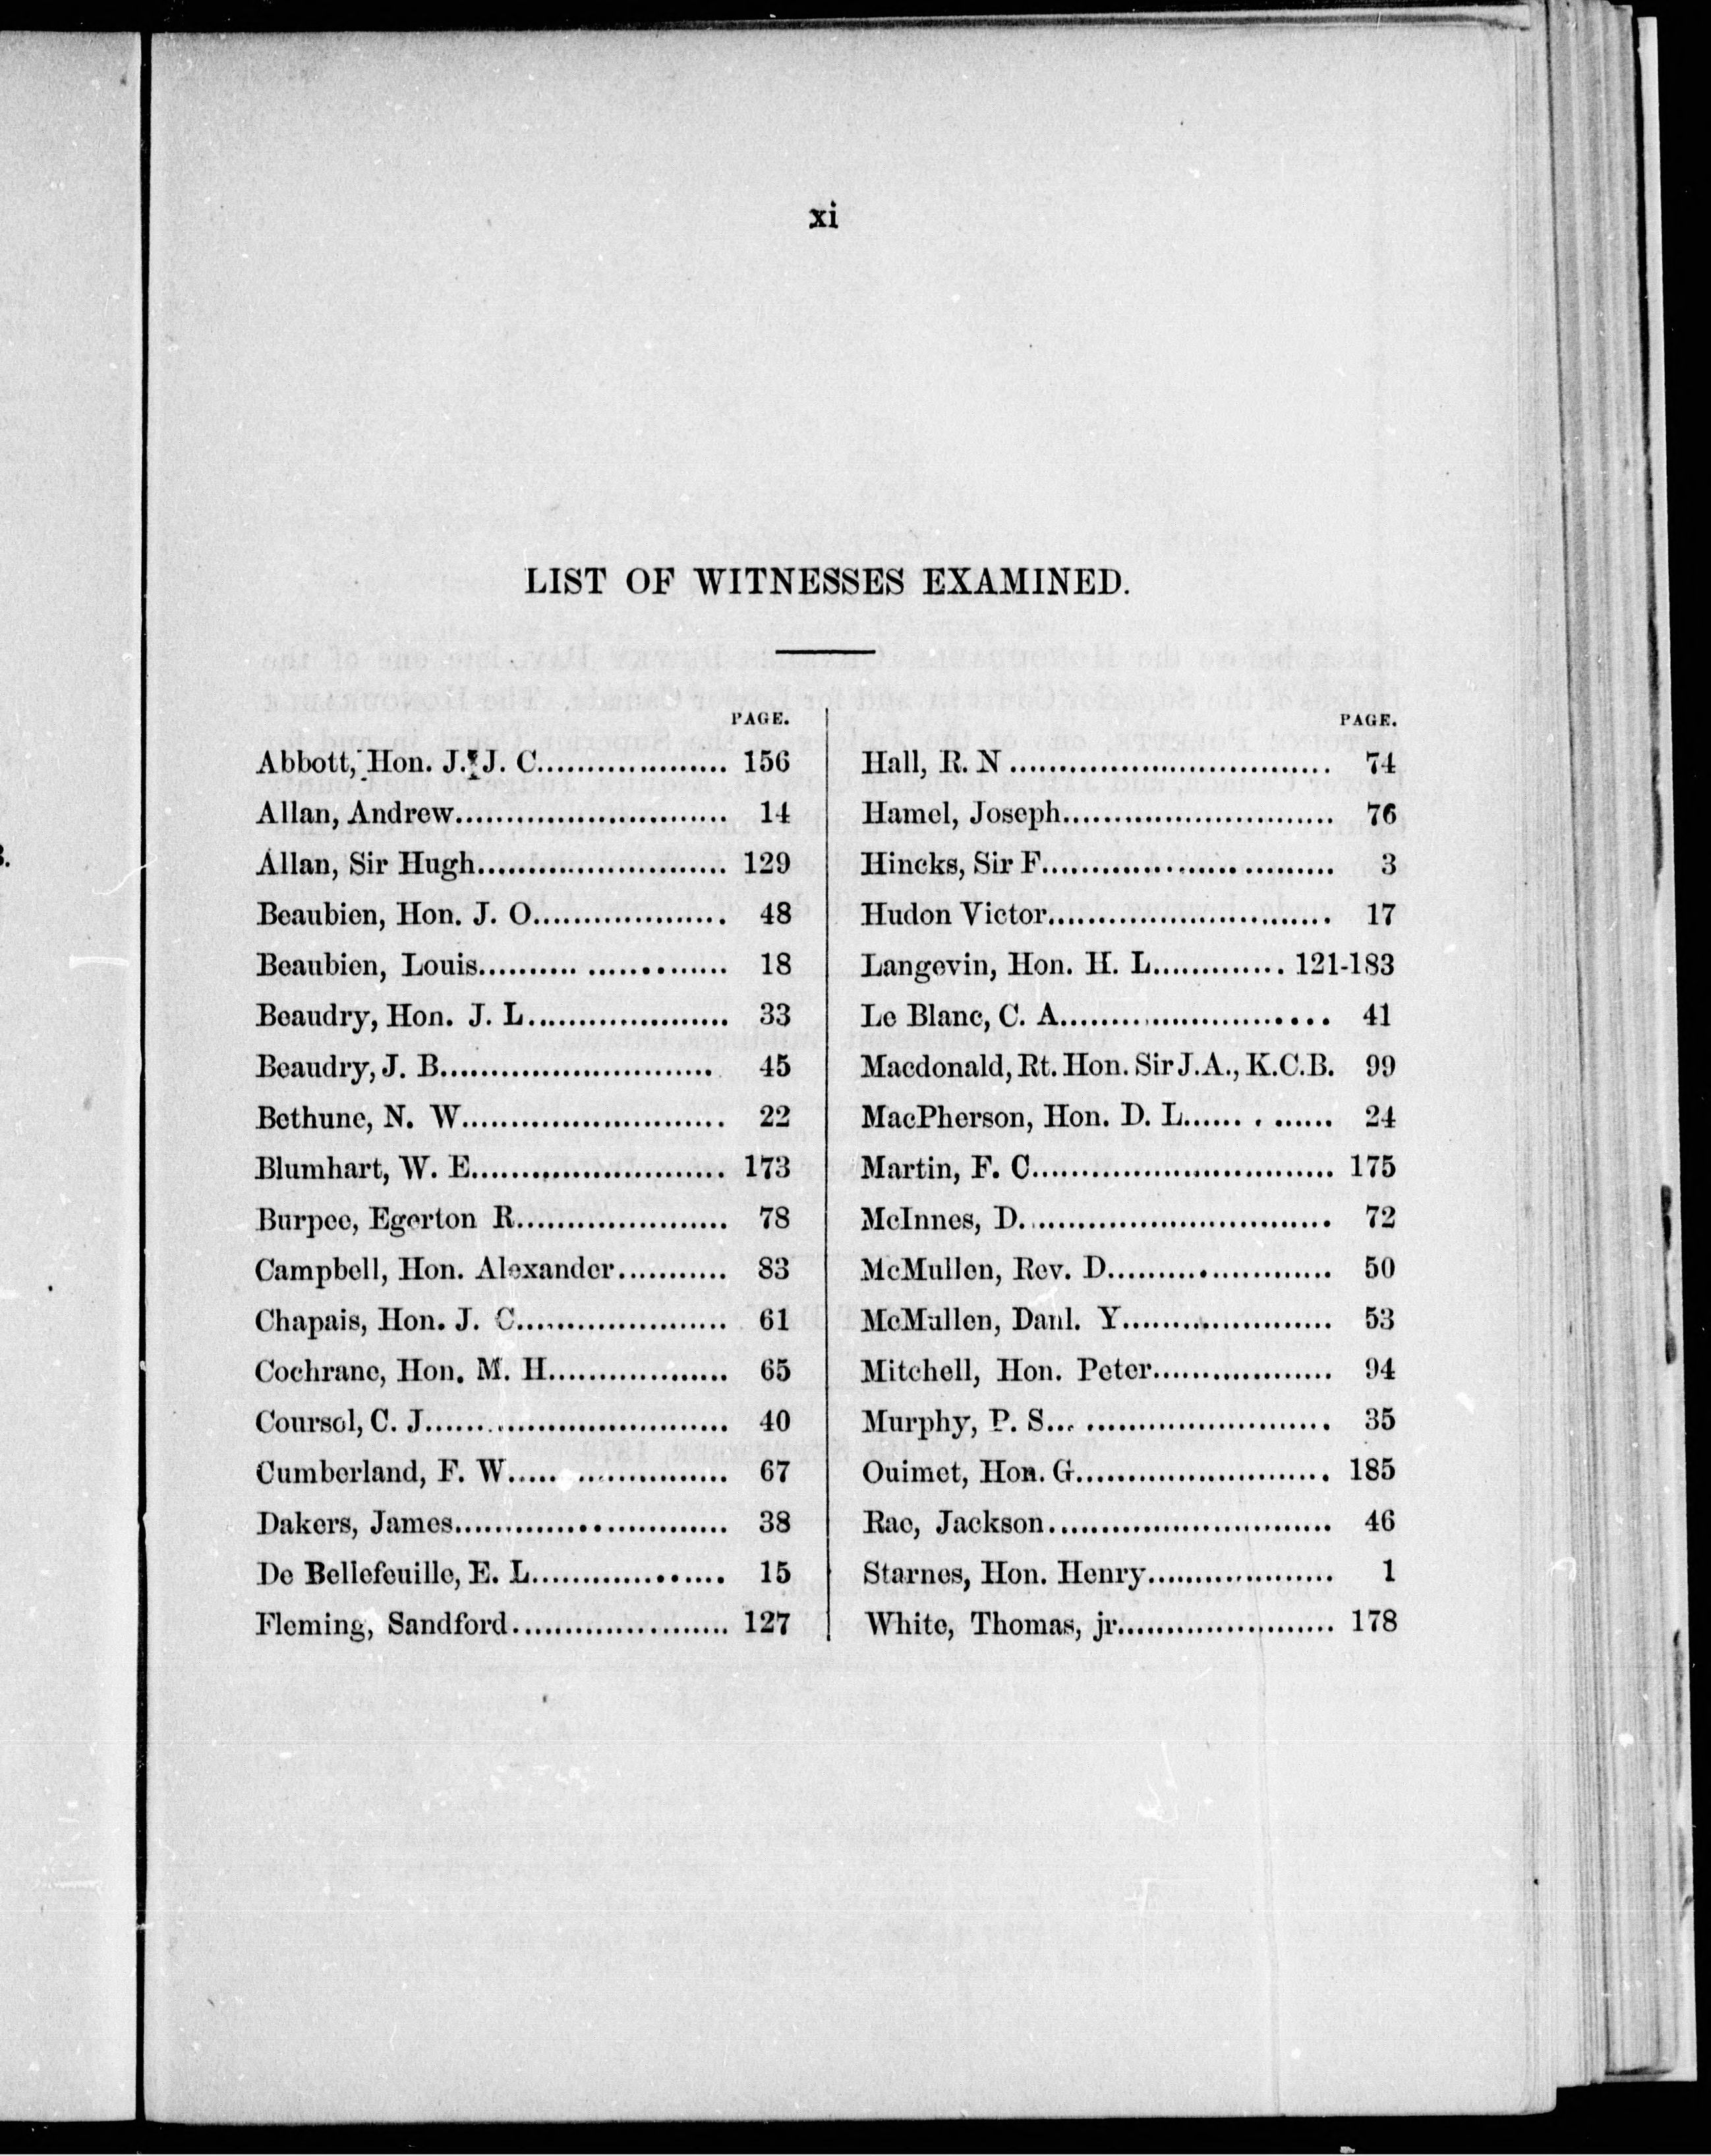 xi
LIST OF WITNESSES EXAMINED.
PAGE.
Abbott, Hon. J. J. C.................... 156
Allan, Andrew........................... 14
Allan, Sir Hugh......................... 129
Beaubien, Hon. J. O................... 48
Beaubien, Louis.......... .............. 18
Beaudry, Hon. J. L..................... 33
Beaudry, J. B........................... 45
Bethune, N. W.......................... 22
Blumhart, W. E......................... 173
Burpee, Egerton R..................... 78
Campbell, Hon. Alexander........... 83
Chapais, Hon. J. C..................... 61
Cochrane, Hon. M. H.................. 65
Coursol, C. J.............................. 40
Cumberland, F. W..... ............... 67
Dakers, James........................... 38
De Bellefeuille, E. L................... 15
Fleming, Sandford...................... 127
PAGE.
Hall, R. N ................................ 74
Hamel, Joseph........................... 76
Hincks, Sir F............................. 3
Hudon Victor............................ 17
Langevin, Hon. H. L............. 121-183
Le Blanc, C. A........................... 41
Macdonald, Rt. Hon. Sir J.A., K.C.B. 99
MacPherson, Hon. D. L...... . ...... 24
Martin, F. C.............................. 175
McInnes, D............................... 72
McMullen, Rev. D...................... 50
McMullen, Danl. Y..................... 53
Mitchell, Hon. Peter.................. 94
Murphy, P. S... ........................ 35
Ouimet, Hon. G......................... 185
Rae, Jackson............................ 46
Starnes, Hon. Henry................... 1
White, Thomas, jr...................... 178